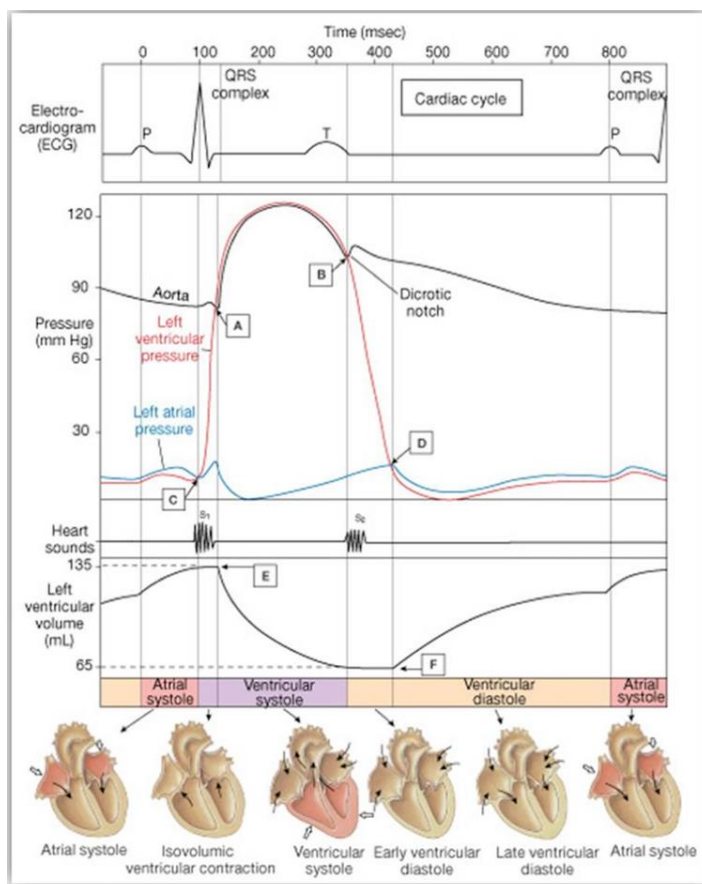 Time (msec)
0 100 200 300 400 500 600 700 800
QRS
complex
QRS
complex
Cardiac cycle
Electro-
cardiogram
(ECG)
P
T
P
120
90
60
30
Pressure
(mm Hg)
Aorta
Left
ventricular
pressure
Left atrial
pressure
A
B
Dicrotic
notch
C
D
Heart
sounds
S1
S2
135
Left
ventricular
volume
(mL)
65
E
F
Atrial
systole
Ventricular
systole
Ventricular
diastole
Atrial
systole
Atrial systole
Isovolumic
ventricular contraction
Ventricular
systole
Early ventricular
diastole
Late ventricular
diastole
Atrial systole